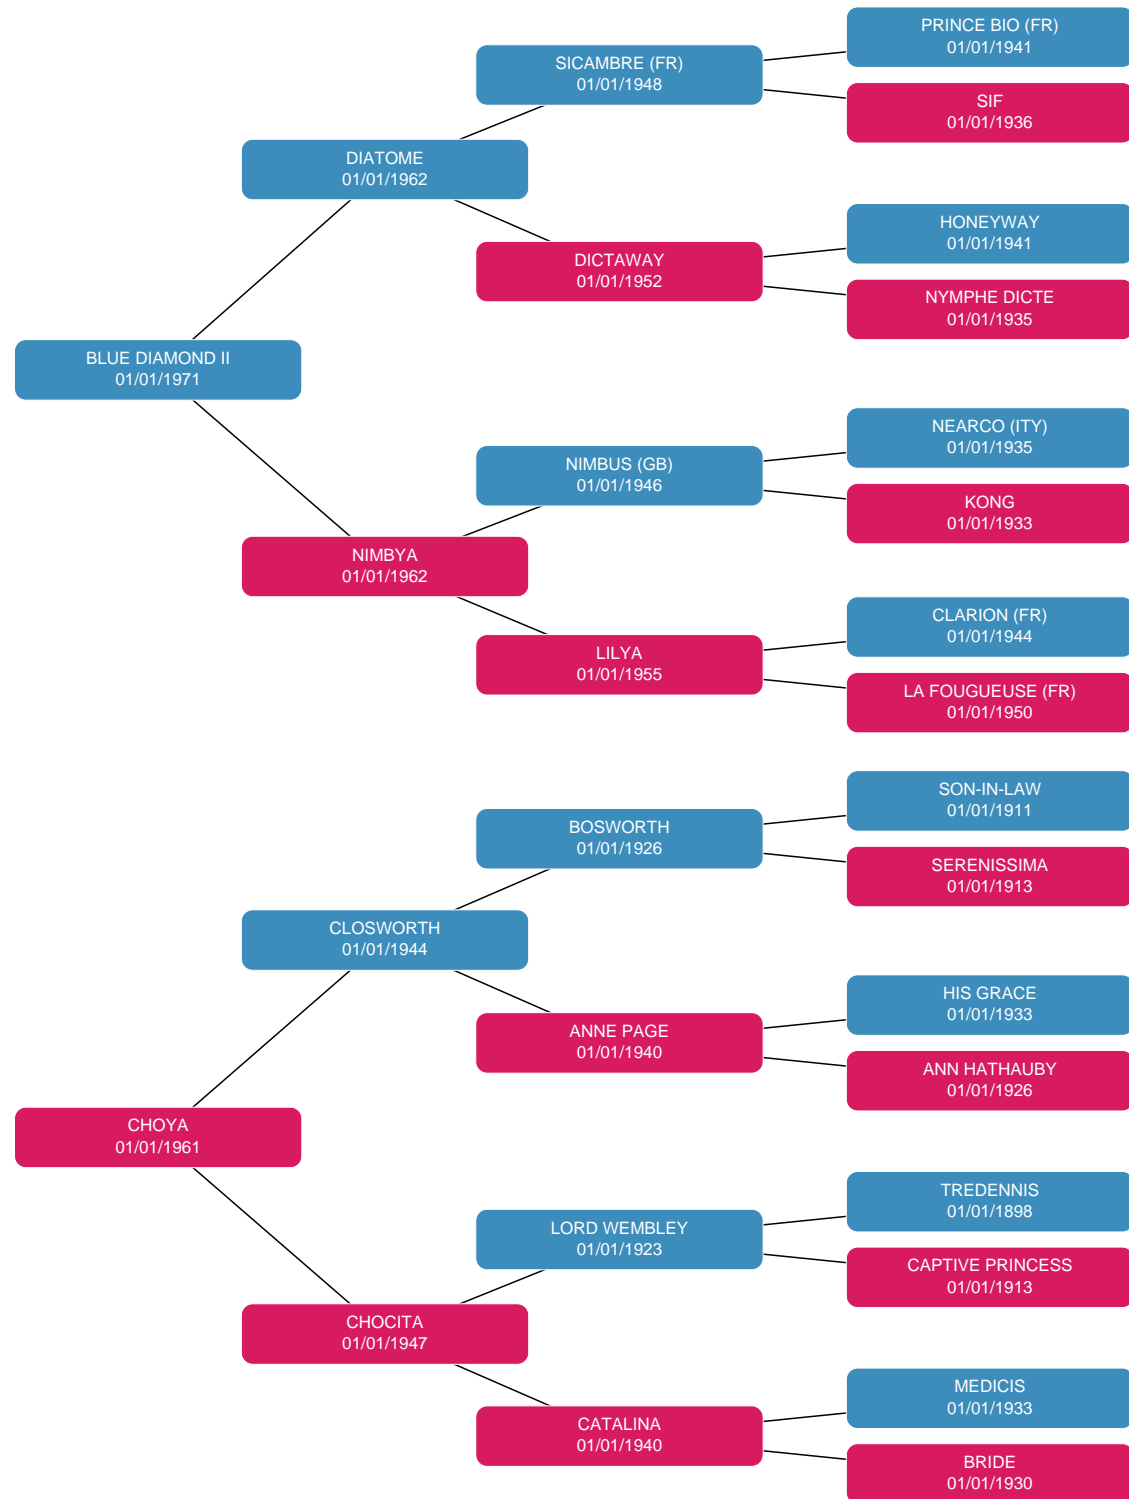 PRINCE BIO (FR)
01/01/1941
SICAMBRE (FR)
01/01/1948
SIF
01/01/1936
DIATOME
01/01/1962
HONEYWAY
01/01/1941
DICTAWAY
01/01/1952
NYMPHE DICTE
01/01/1935
BLUE DIAMOND II
01/01/1971
NEARCO (ITY)
01/01/1935
NIMBUS (GB)
01/01/1946
KONG
01/01/1933
NIMBYA
01/01/1962
CLARION (FR)
01/01/1944
LILYA
01/01/1955
LA FOUGUEUSE (FR)
01/01/1950
SON-IN-LAW
01/01/1911
BOSWORTH
01/01/1926
SERENISSIMA
01/01/1913
CLOSWORTH
01/01/1944
HIS GRACE
01/01/1933
ANNE PAGE
01/01/1940
ANN HATHAUBY
01/01/1926
CHOYA
01/01/1961
TREDENNIS
01/01/1898
LORD WEMBLEY
01/01/1923
CAPTIVE PRINCESS
01/01/1913
CHOCITA
01/01/1947
MEDICIS
01/01/1933
CATALINA
01/01/1940
BRIDE
01/01/1930